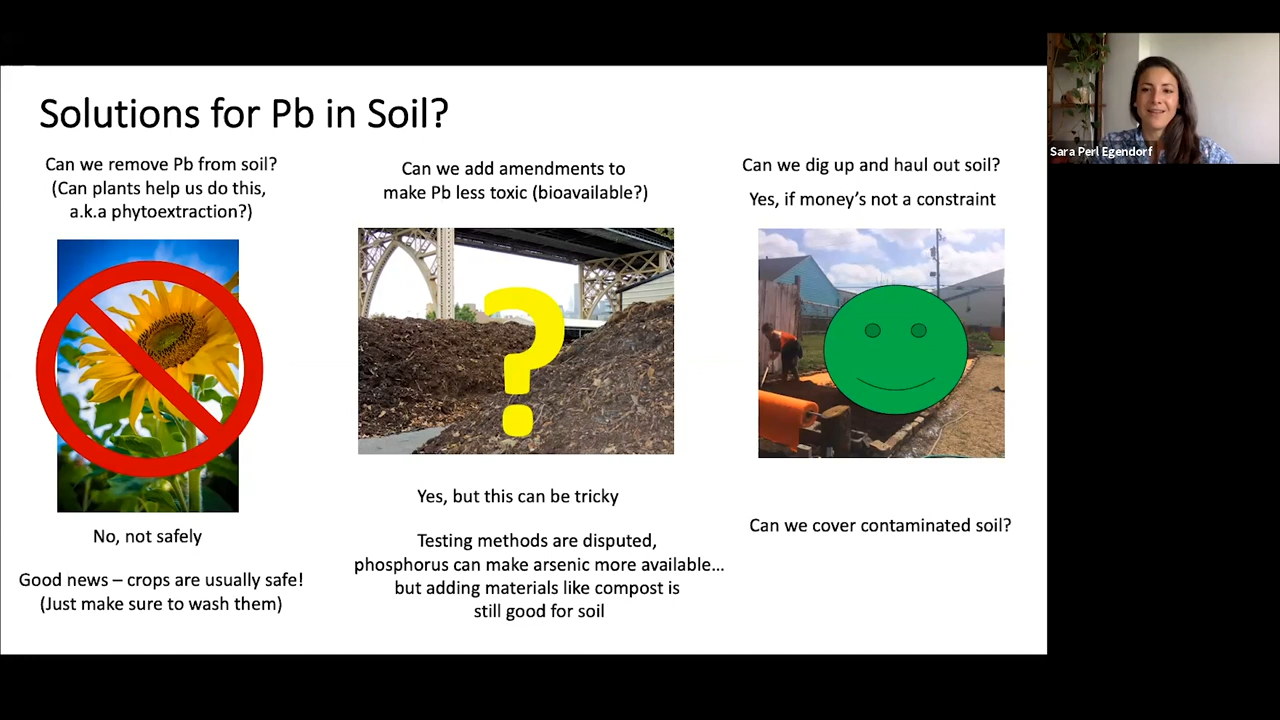 Solutions for Pb in Soil?
Can we remove Pb from soil?
(Can plants help us do this,
a.k.a phytoextraction?)
No, not safely
Good news – crops are usually safe!
(Just make sure to wash them)
Can we add amendments to
make Pb less toxic (bioavailable?)
?
Yes, but this can be tricky
Testing methods are disputed,
phosphorus can make arsenic more available...
but adding materials like compost is
still good for soil
Can we dig up and haul out soil?
Yes, if money's not a constraint
Can we cover contaminated soil?
Sara Perl Egendorf